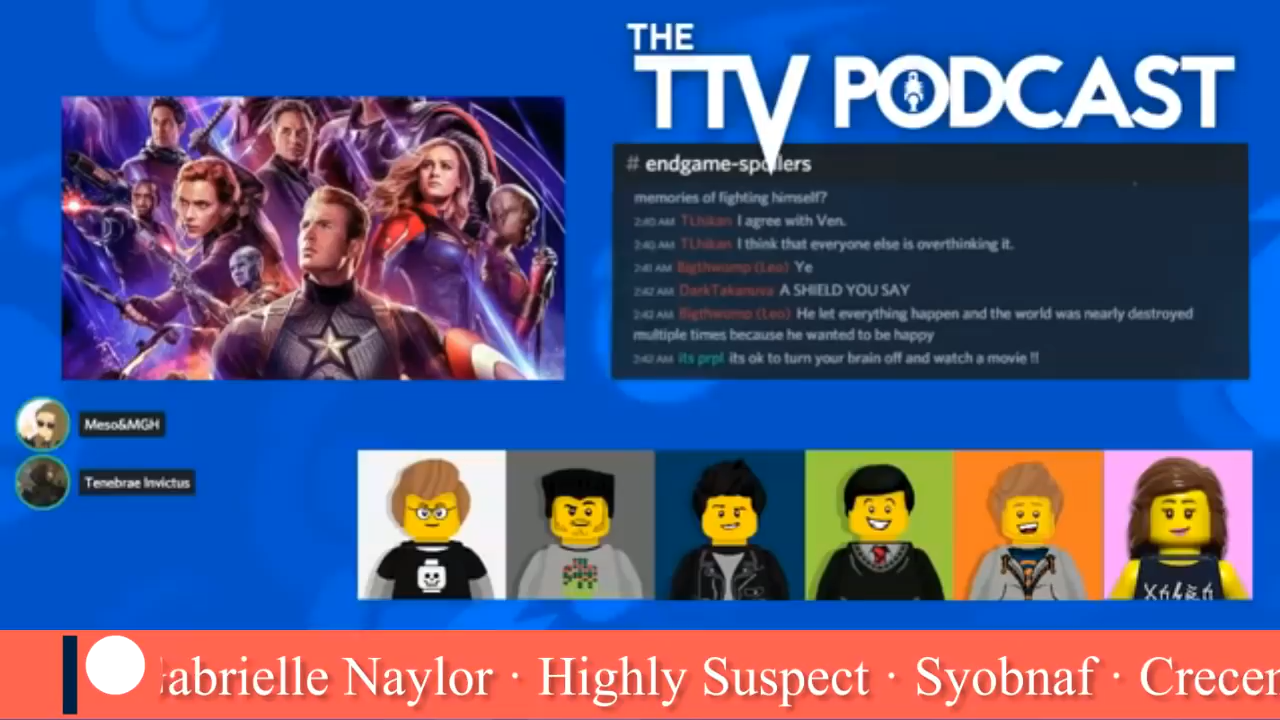 THE
TTV PODCAST
# endgame-spoilers
memories of fighting himself?
2:40 AM TLhikan I agree with Ven.
2:40 AM TLhikan I think that everyone else is overthinking it.
2:41 AM Bigthwomp (Leo) Ye
2:42 AM DarkTakanuva A SHIELD YOU SAY
2:42 AM Bigthwomp (Leo) He let everything happen and the world was nearly destroyed
multiple times because he wanted to be happy
2:42 AM its prpl its ok to turn your brain off and watch a movie !!
Meso&MGH
Tenebrae Invictus
abrielle Naylor · Highly Suspect · Syobnaf · Crecer